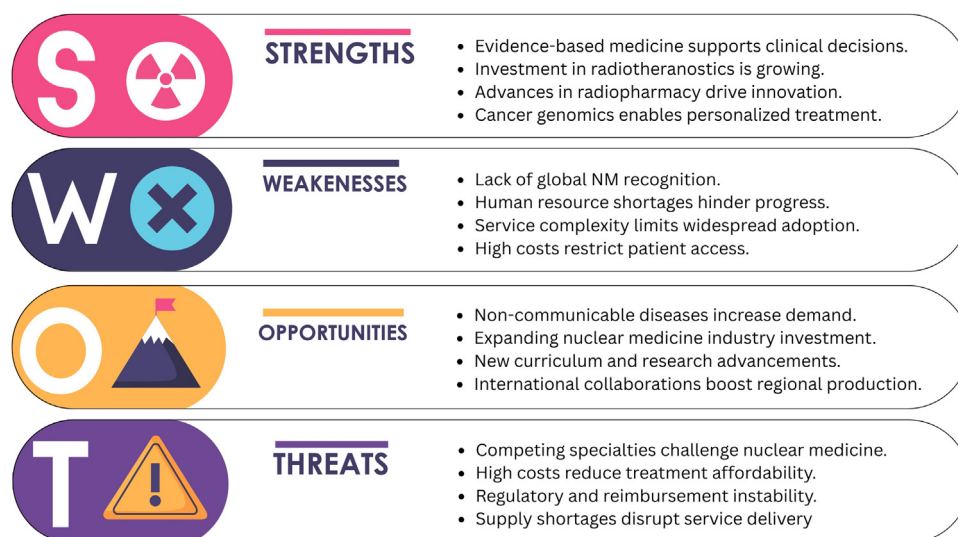 S
STRENGTHS
• Evidence-based medicine supports clinical decisions.
• Investment in radiotheranostics is growing.
• Advances in radiopharmacy drive innovation.
• Cancer genomics enables personalized treatment.
W
WEAKENESSES
• Lack of global NM recognition.
• Human resource shortages hinder progress.
• Service complexity limits widespread adoption.
• High costs restrict patient access.
O
OPPORTUNITIES
• Non-communicable diseases increase demand.
• Expanding nuclear medicine industry investment.
• New curriculum and research advancements.
• International collaborations boost regional production.
T
THREATS
• Competing specialties challenge nuclear medicine.
• High costs reduce treatment affordability.
• Regulatory and reimbursement instability.
• Supply shortages disrupt service delivery